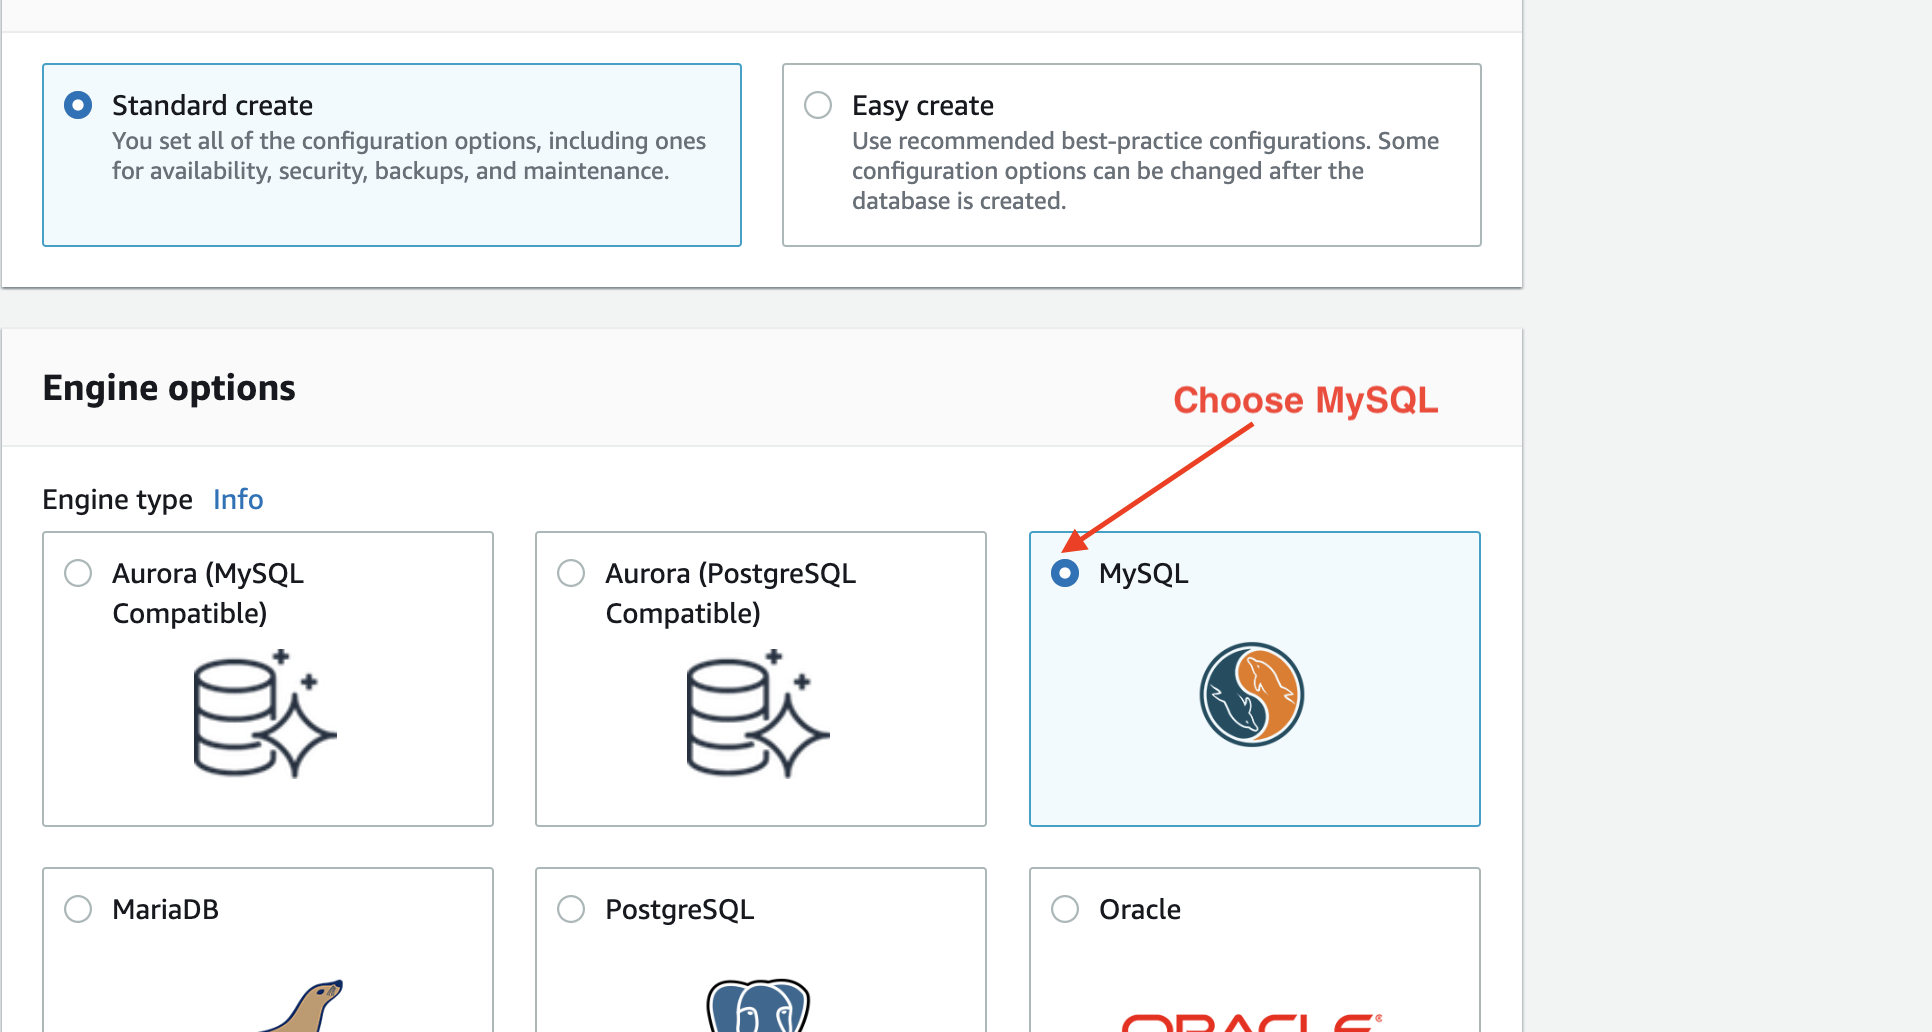 Standard create
You set all of the configuration options, including ones
for availability, security, backups, and maintenance.
Easy create
Use recommended best-practice configurations. Some
configuration options can be changed after the
database is created.
Engine options
Choose MySQL
Engine type Info
Aurora (MySQL
Compatible)
Aurora (PostgreSQL
Compatible)
MySQL
MariaDB
PostgreSQL
Oracle
ORACLE®